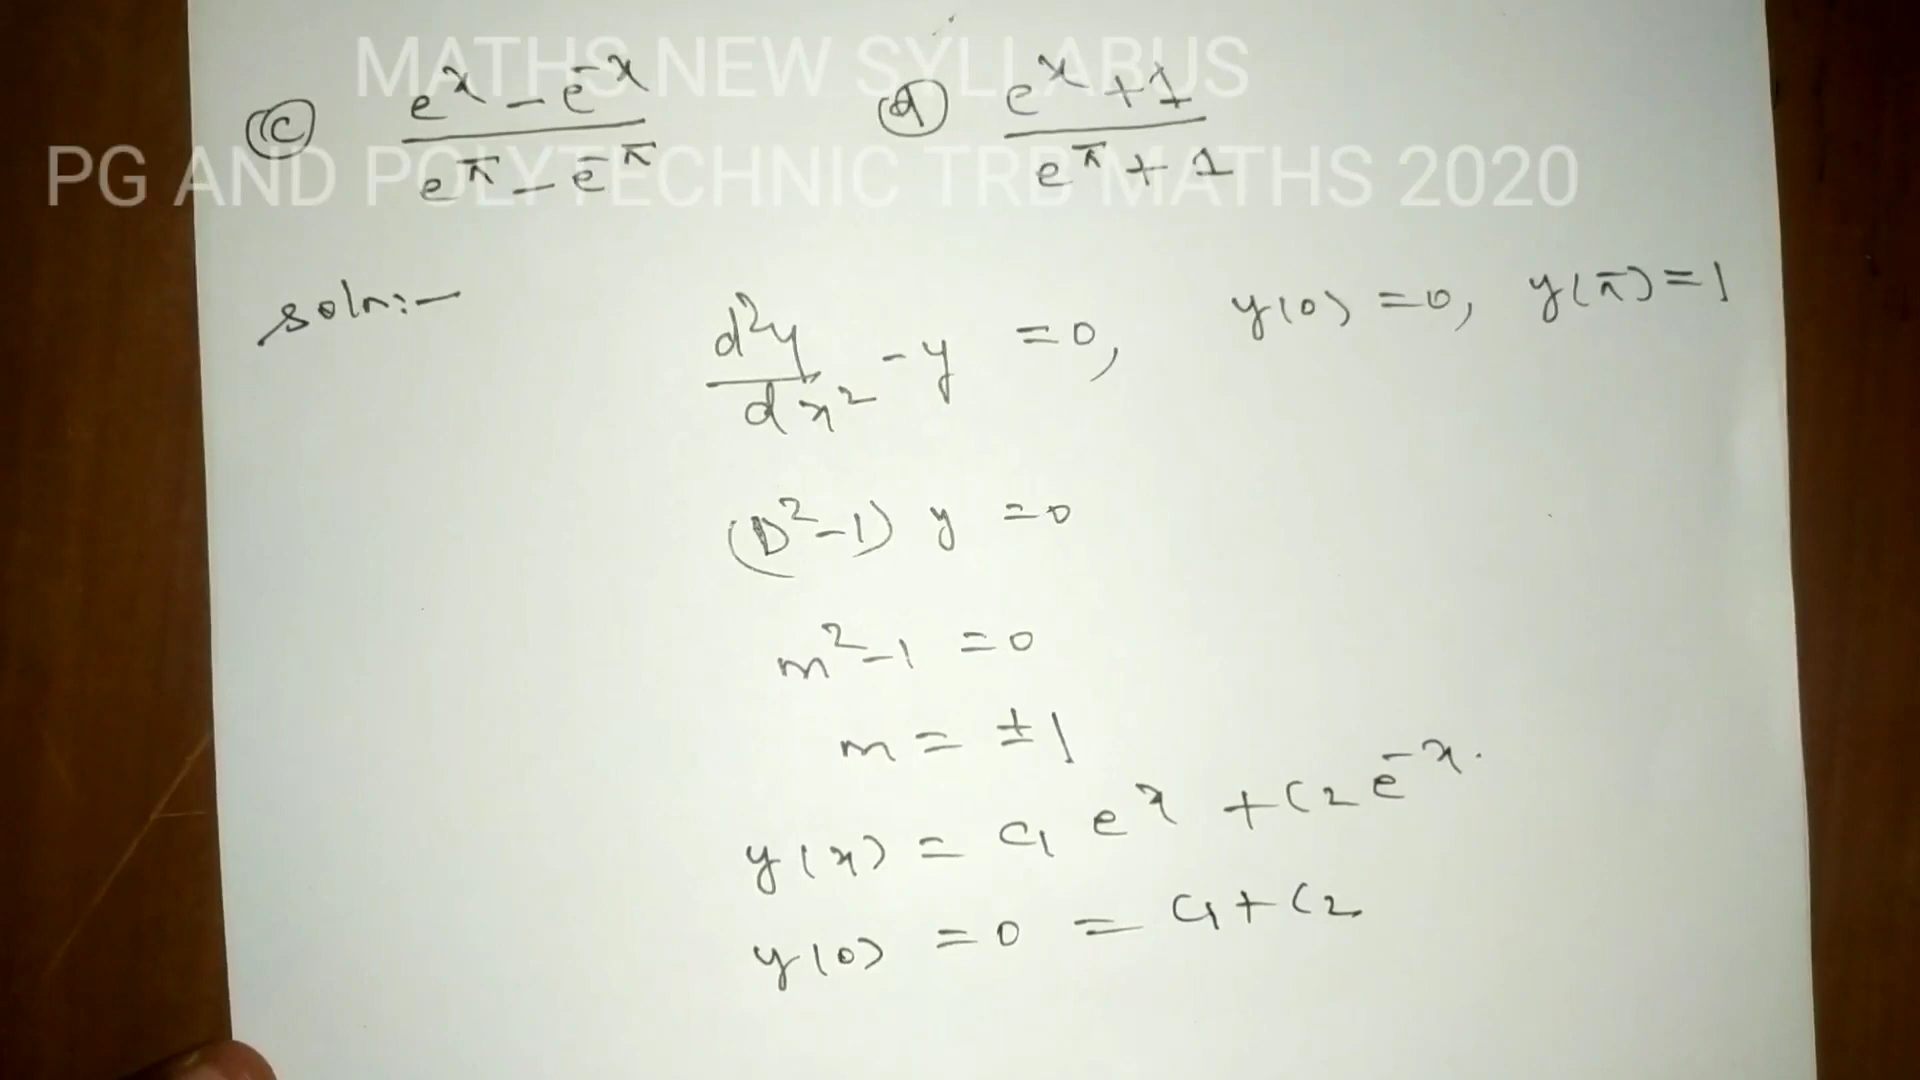 MATHS NEW SYLLABUS
PG AND POLYTECHNIC TRB MATHS 2020
(c) (e^x - e^-x)/(e^π - e^-π) (d) (e^x + 1)/(e^π + 1)
soln:- d²y/dx² - y = 0, y(0) = 0, y(π) = 1
(D² - 1) y = 0
m² - 1 = 0
m = ± 1
y(x) = c₁ e^x + c₂ e^-x.
y(0) = 0 = c₁ + c₂